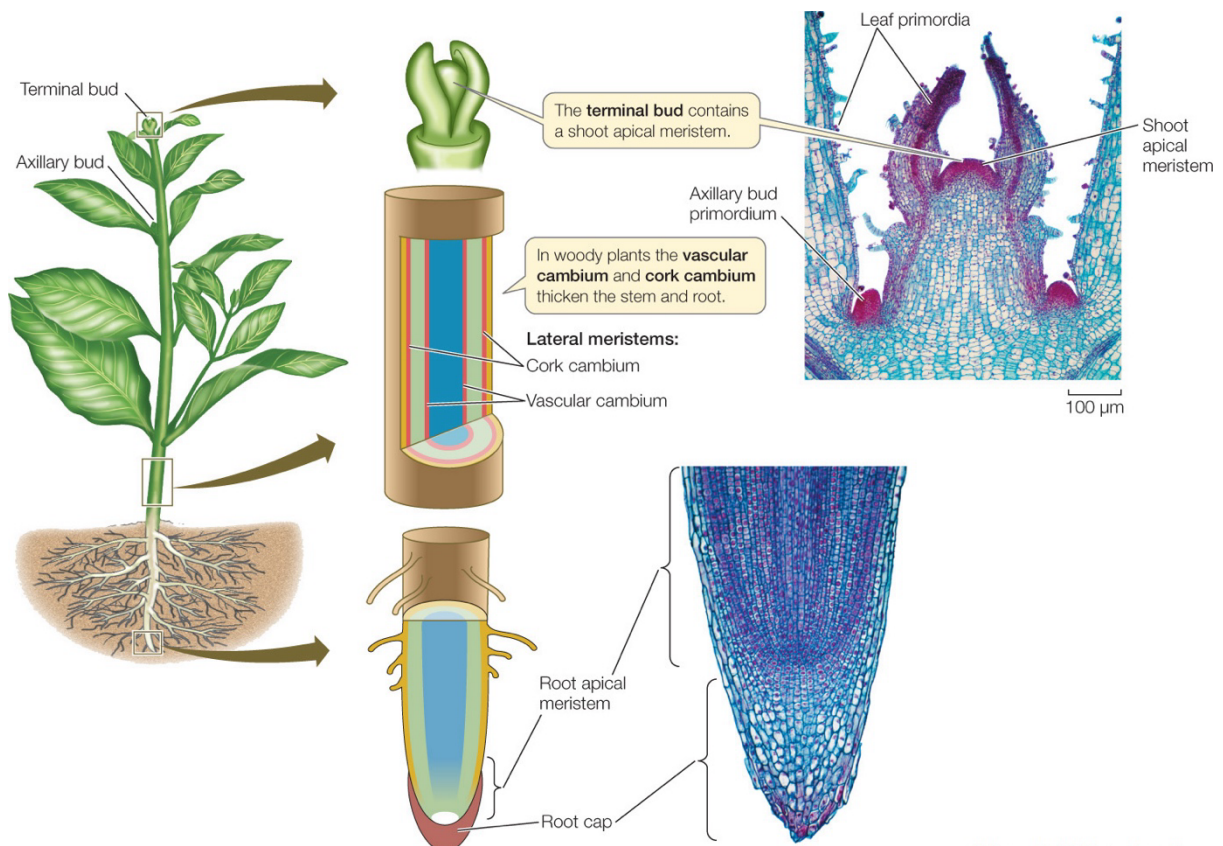 Terminal bud
Axillary bud
The terminal bud contains
a shoot apical meristem.
Leaf primordia
Shoot
apical
meristem
Axillary bud
primordium
100 µm
In woody plants the vascular
cambium and cork cambium
thicken the stem and root.
Lateral meristems:
Cork cambium
Vascular cambium
Root apical
meristem
Root cap